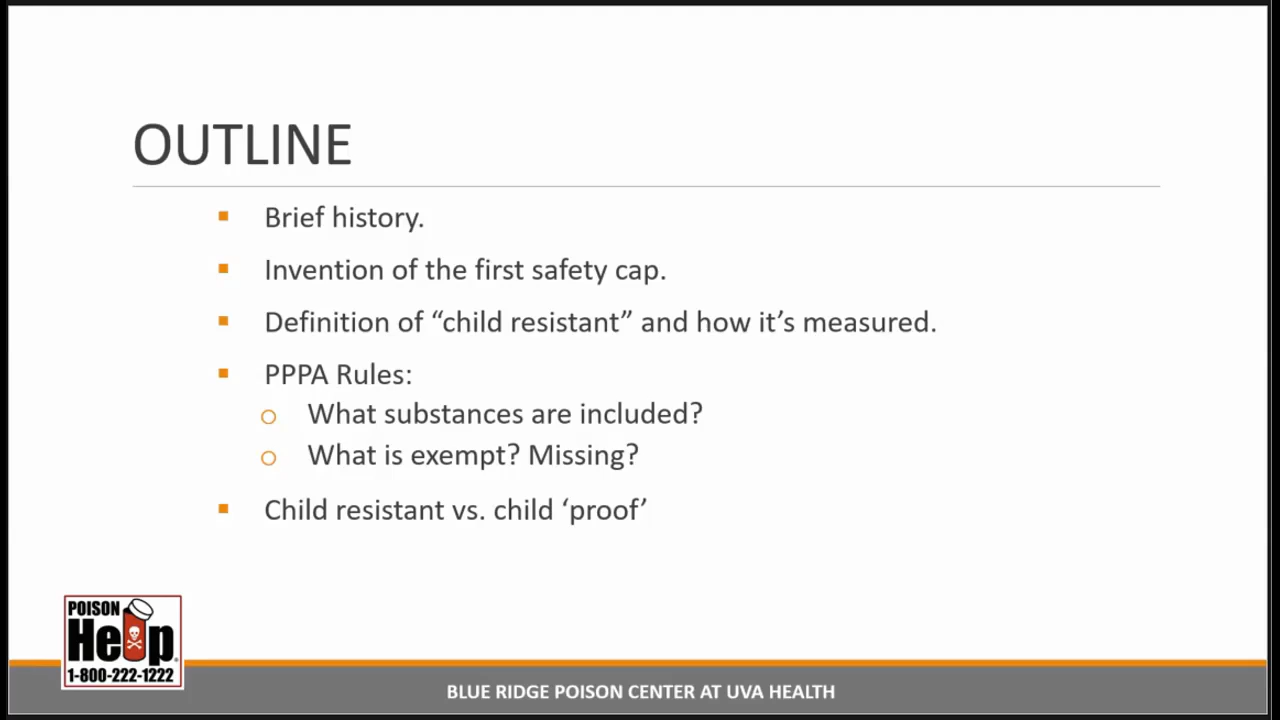 OUTLINE
Brief history.
Invention of the first safety cap.
Definition of “child resistant” and how it’s measured.
PPPA Rules:
What substances are included?
What is exempt? Missing?
Child resistant vs. child ‘proof’
POISON
Help
1-800-222-1222
BLUE RIDGE POISON CENTER AT UVA HEALTH